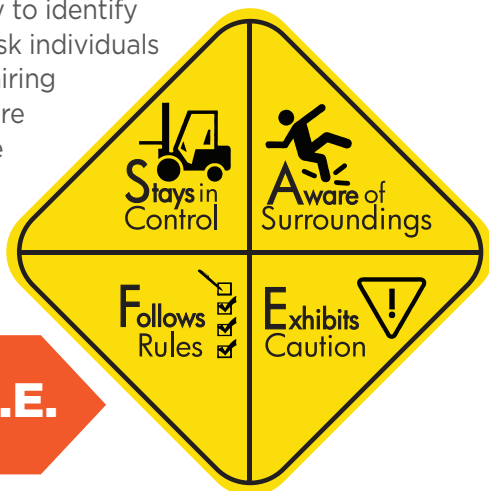 y to identify
sk individuals
iring
re
e
Stays in
Control
Aware of
Surroundings
Follows
Rules
Exhibits
Caution
!
.E.